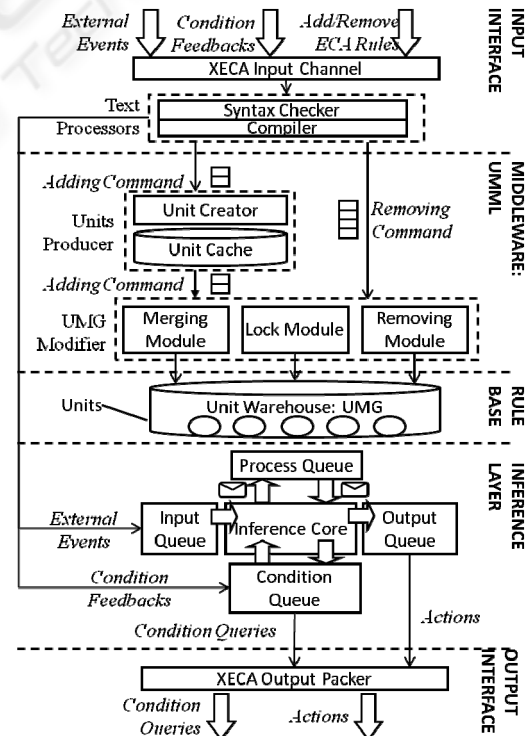 External Events
Condition Feedbacks
Add/Remove ECA Rules
INPUT INTERFACE
XECA Input Channel
Text Processors
Syntax Checker
Compiler
MIDDLEWARE: UMML
Adding Command
Removing Command
Units Producer
Unit Creator
Unit Cache
Adding Command
UMG Modifier
Merging Module
Lock Module
Removing Module
RULE BASE
Units
Unit Warehouse: UMG
INFERENCE LAYER
Process Queue
External Events
Input Queue
Inference Core
Output Queue
Condition Feedbacks
Condition Queue
Condition Queries
Actions
OUTPUT INTERFACE
XECA Output Packer
Condition Queries
Actions